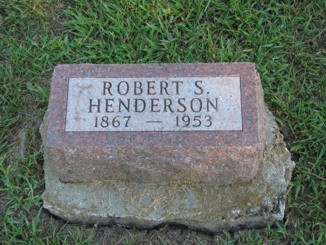 ROBERT S.
HENDERSON
1867 — 1953